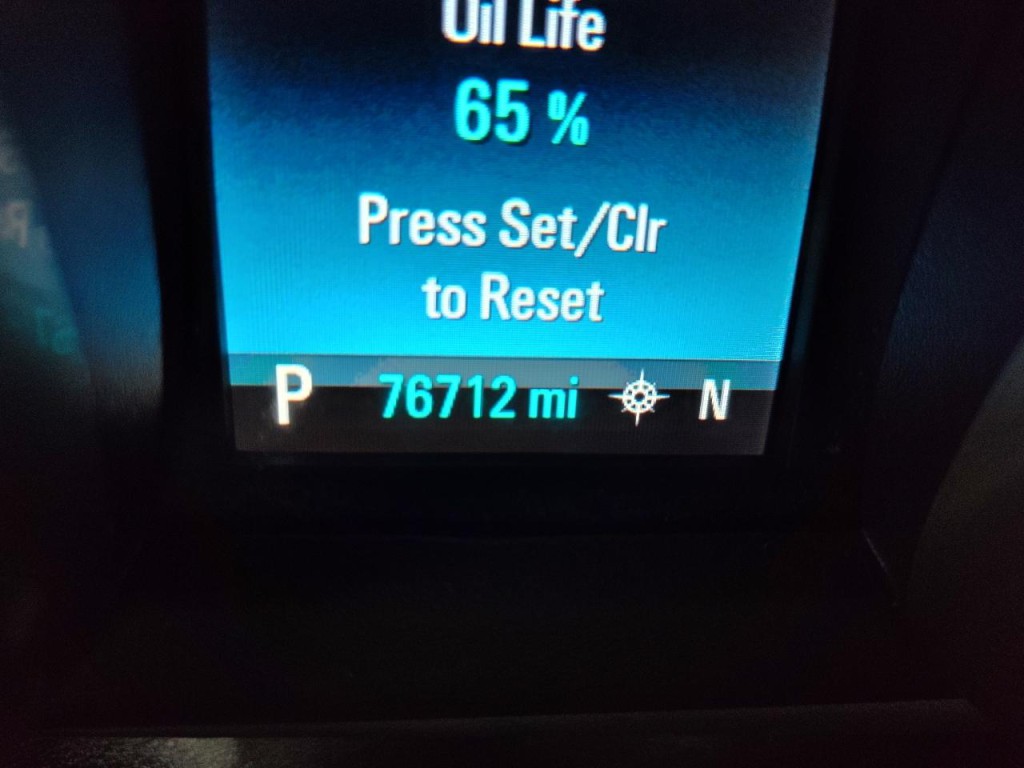 Oil Life
65 %
Press Set/Clr
to Reset
P 76712 mi N